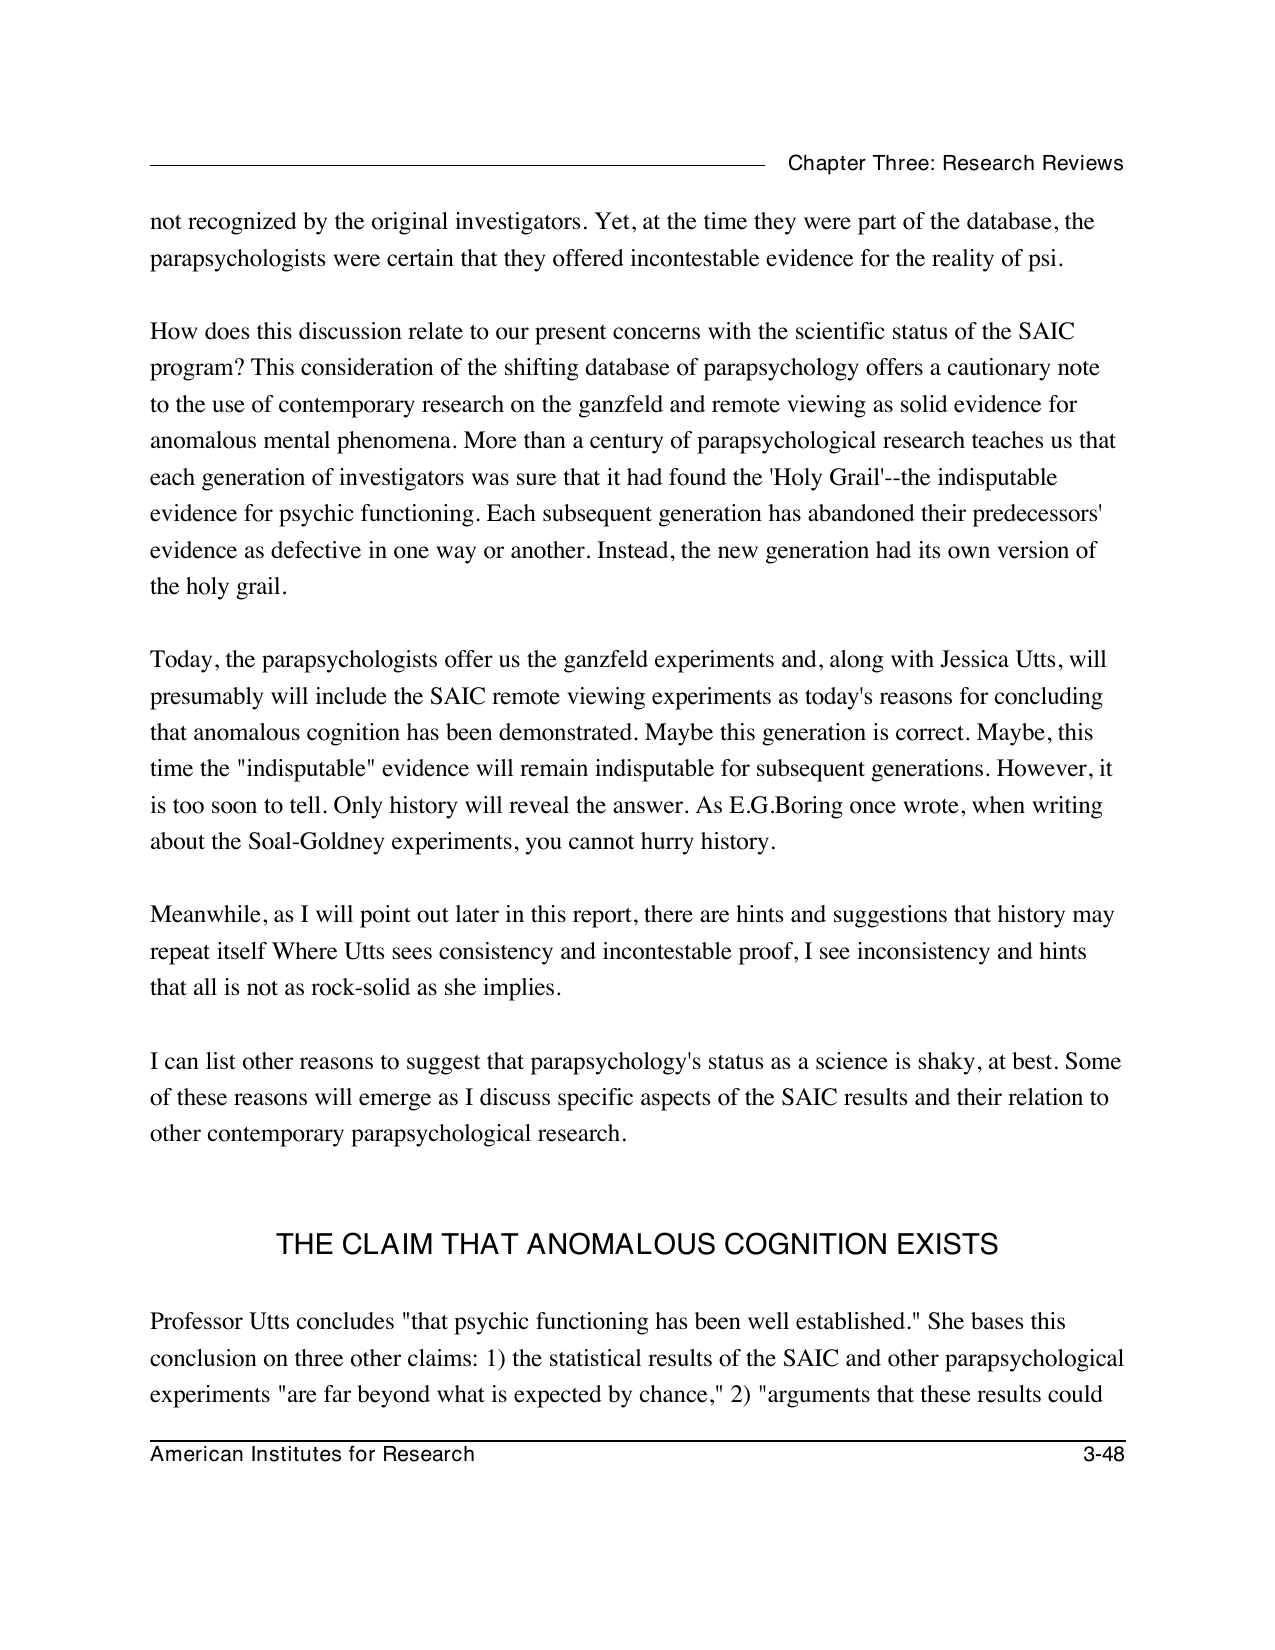 Chapter Three: Research Reviews
not recognized by the original investigators. Yet, at the time they were part of the database, the
parapsychologists were certain that they offered incontestable evidence for the reality of psi.
How does this discussion relate to our present concerns with the scientific status of the SAIC
program? This consideration of the shifting database of parapsychology offers a cautionary note
to the use of contemporary research on the ganzfeld and remote viewing as solid evidence for
anomalous mental phenomena. More than a century of parapsychological research teaches us that
each generation of investigators was sure that it had found the 'Holy Grail'--the indisputable
evidence for psychic functioning. Each subsequent generation has abandoned their predecessors'
evidence as defective in one way or another. Instead, the new generation had its own version of
the holy grail.
Today, the parapsychologists offer us the ganzfeld experiments and, along with Jessica Utts, will
presumably will include the SAIC remote viewing experiments as today's reasons for concluding
that anomalous cognition has been demonstrated. Maybe this generation is correct. Maybe, this
time the "indisputable" evidence will remain indisputable for subsequent generations. However, it
is too soon to tell. Only history will reveal the answer. As E.G.Boring once wrote, when writing
about the Soal-Goldney experiments, you cannot hurry history.
Meanwhile, as I will point out later in this report, there are hints and suggestions that history may
repeat itself Where Utts sees consistency and incontestable proof, I see inconsistency and hints
that all is not as rock-solid as she implies.
I can list other reasons to suggest that parapsychology's status as a science is shaky, at best. Some
of these reasons will emerge as I discuss specific aspects of the SAIC results and their relation to
other contemporary parapsychological research.
THE CLAIM THAT ANOMALOUS COGNITION EXISTS
Professor Utts concludes "that psychic functioning has been well established." She bases this
conclusion on three other claims: 1) the statistical results of the SAIC and other parapsychological
experiments "are far beyond what is expected by chance," 2) "arguments that these results could
American Institutes for Research
3-48